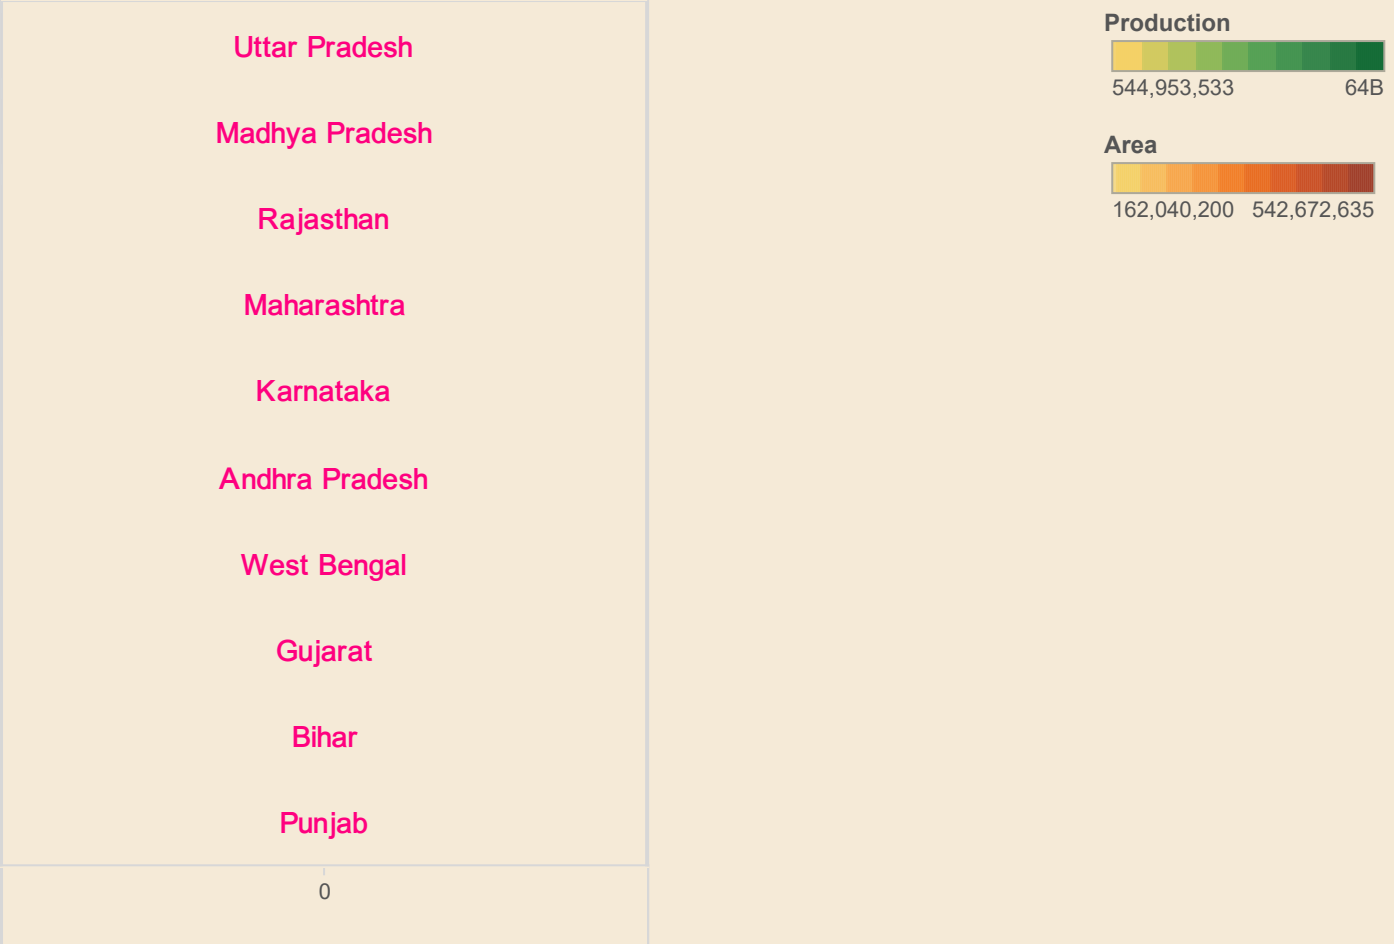 Uttar Pradesh
Madhya Pradesh
Rajasthan
Maharashtra
Karnataka
Andhra Pradesh
West Bengal
Gujarat
Bihar
Punjab
0
Production
544,953,533 64B
Area
162,040,200 542,672,635